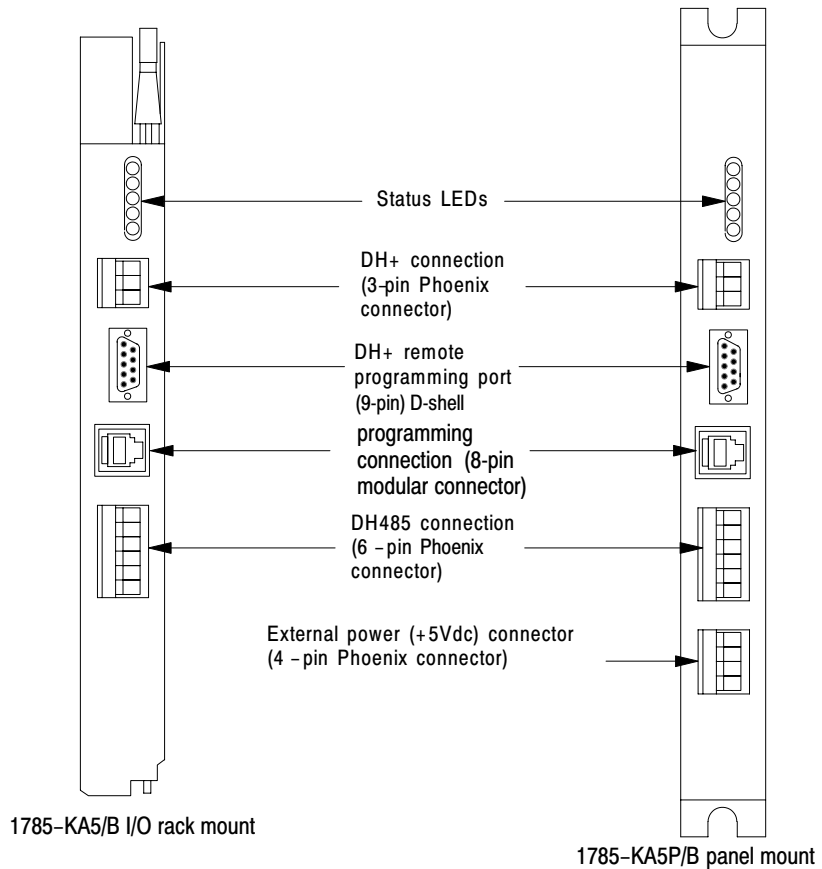 Status LEDs
DH+ connection
(3-pin Phoenix
connector)
DH+ remote
programming port
(9-pin) D-shell
programming
connection (8-pin
modular connector)
DH485 connection
(6 –pin Phoenix
connector)
External power (+5Vdc) connector
(4 –pin Phoenix connector)
1785–KA5/B I/O rack mount
1785–KA5P/B panel mount